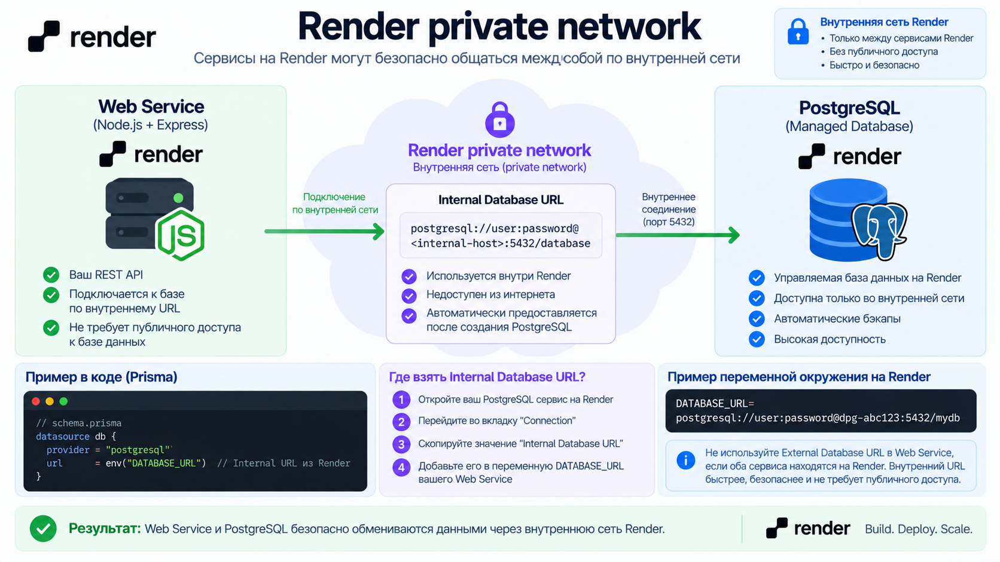 render
Render private network
Сервисы на Render могут безопасно общаться между собой по внутренней сети
Внутренняя сеть Render
• Только между сервисами Render
• Без публичного доступа
• Быстро и безопасно
Web Service
(Node.js + Express)
render
JS
Ваш REST API
Подключается к базе
по внутреннему URL
Не требует публичного доступа
к базе данных
Подключение
по внутренней сети
Render private network
Внутренняя сеть (private network)
Internal Database URL
postgresql://user:password@
<internal-host>:5432/database
Используется внутри Render
Недоступен из интернета
Автоматически предоставляется
после создания PostgreSQL
Внутреннее
соединение
(порт 5432)
PostgreSQL
(Managed Database)
render
Управляемая база данных на Render
Доступна только во внутренней сети
Автоматические бэкапы
Высокая доступность
Пример в коде (Prisma)
// schema.prisma
datasource db {
provider = "postgresql"
url = env("DATABASE_URL") // Internal URL из Render
}
Где взять Internal Database URL?
1 Откройте ваш PostgreSQL сервис на Render
2 Перейдите во вкладку “Connection”
3 Скопируйте значение “Internal Database URL”
4 Добавьте его в переменную DATABASE_URL
вашего Web Service
Пример переменной окружения на Render
DATABASE_URL=
postgresql://user:password@dpg-abc123:5432/mydb
i
Не используйте External Database URL в Web Service,
если оба сервиса находятся на Render. Внутренний URL
быстрее, безопаснее и не требует публичного доступа.
Результат: Web Service и PostgreSQL безопасно обмениваются данными через внутреннюю сеть Render.
render Build. Deploy. Scale.